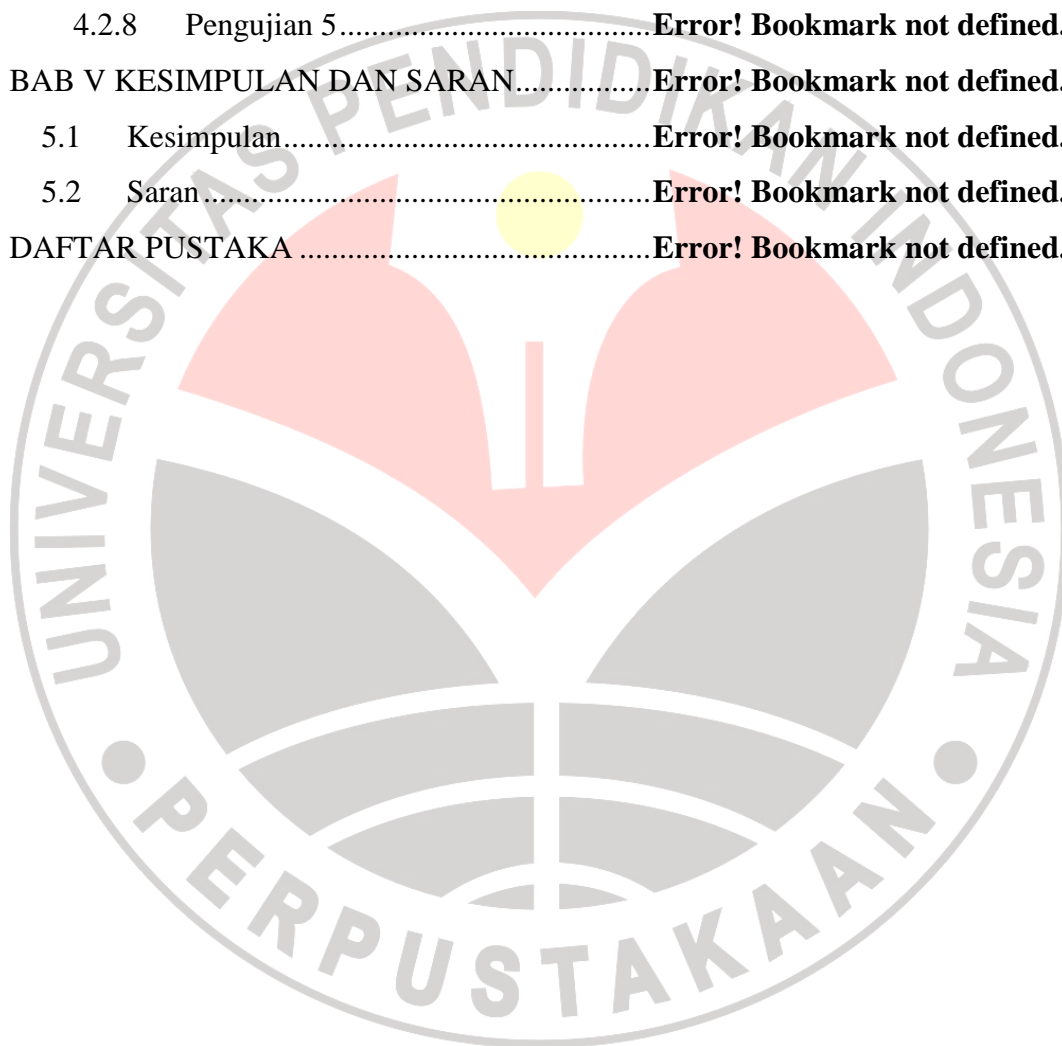 4.2.8 Pengujian 5......................................Error! Bookmark not defined.
BAB V KESIMPULAN DAN SARAN.................Error! Bookmark not defined.
5.1 Kesimpulan.............................................Error! Bookmark not defined.
5.2 Saran.......................................................Error! Bookmark not defined.
DAFTAR PUSTAKA ...........................................Error! Bookmark not defined.
UNIVERSITAS PENDIDIKAN INDONESIA
PERPUSTAKAAN